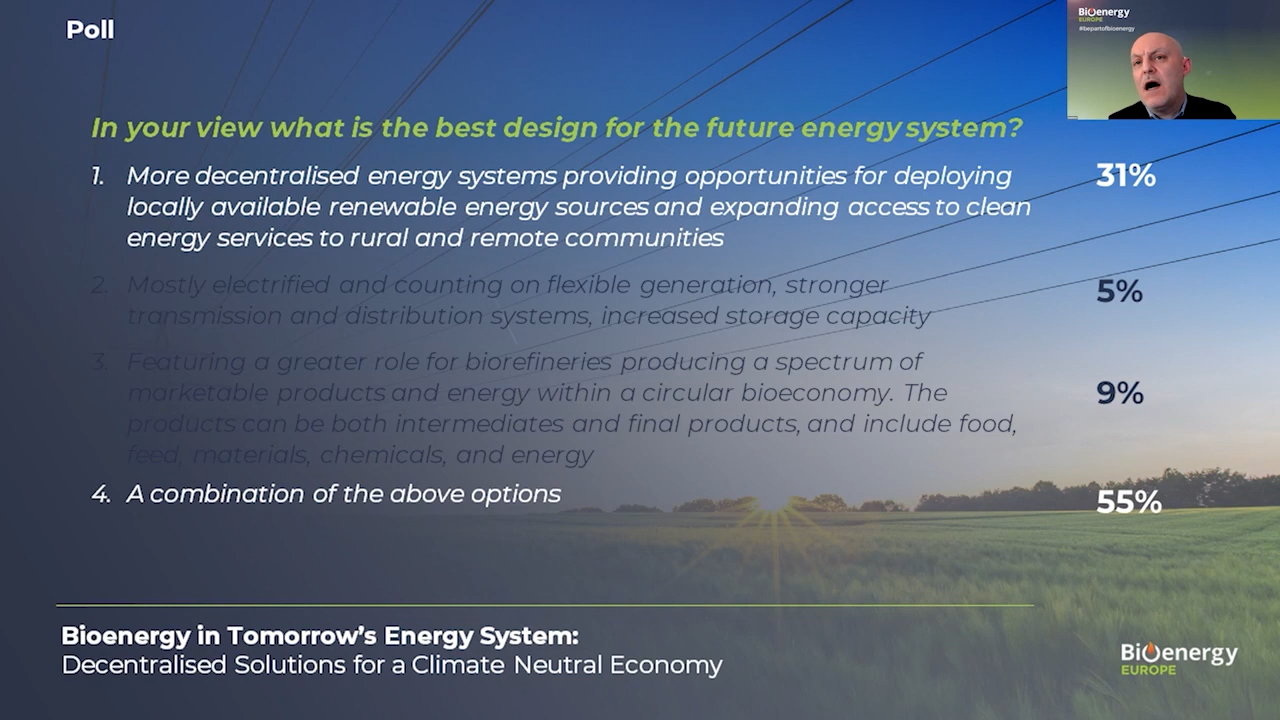 Poll
Bioenergy
EUROPE
#bepartofbioenergy
In your view what is the best design for the future energy system?
1. More decentralised energy systems providing opportunities for deploying
locally available renewable energy sources and expanding access to clean
energy services to rural and remote communities
31%
2. Mostly electrified and counting on flexible generation, stronger
transmission and distribution systems, increased storage capacity
5%
3. Featuring a greater role for biorefineries producing a spectrum of
marketable products and energy within a circular bioeconomy. The
products can be both intermediates and final products, and include food,
feed, materials, chemicals, and energy
9%
4. A combination of the above options
55%
Bioenergy in Tomorrow's Energy System:
Decentralised Solutions for a Climate Neutral Economy
Bioenergy
EUROPE